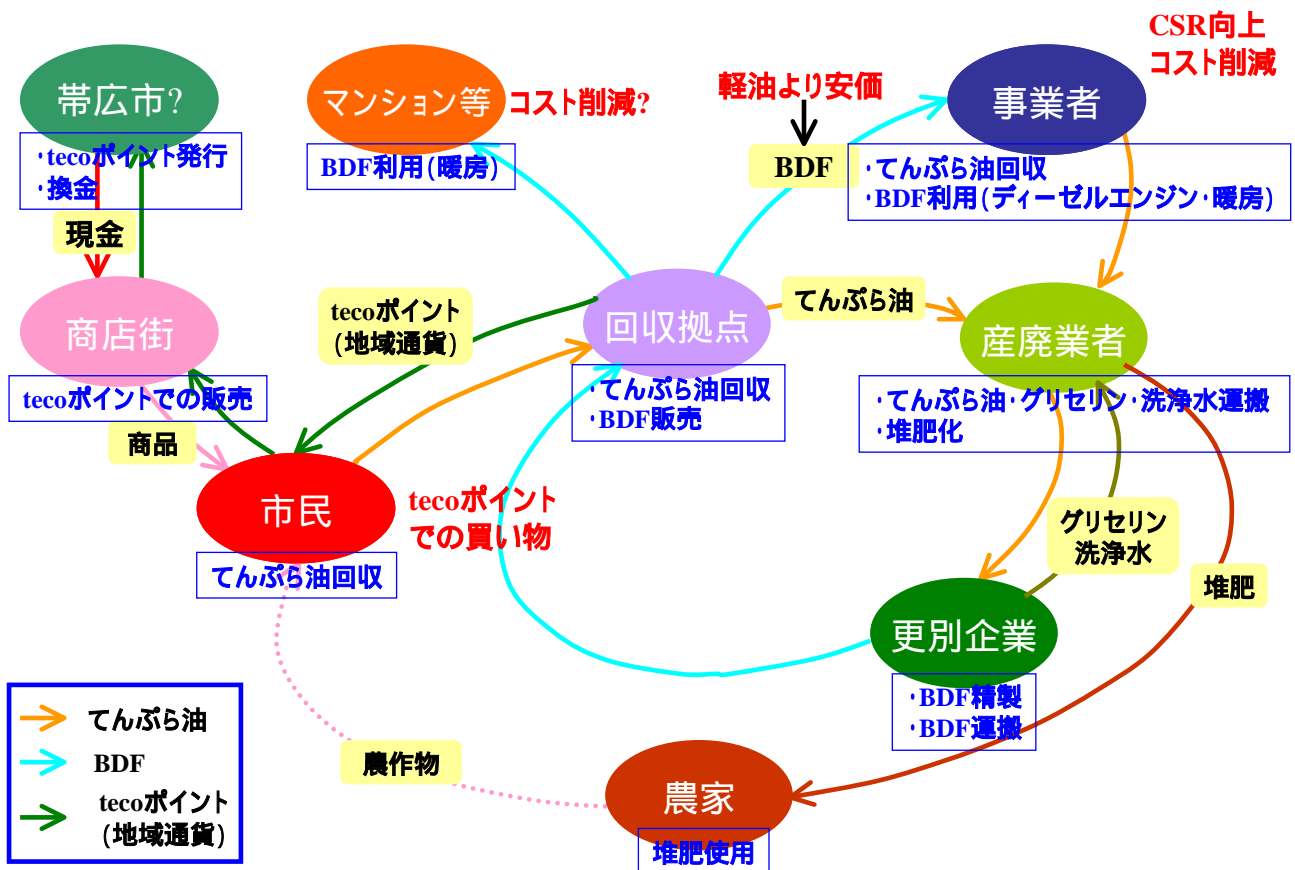 CSR向上
コスト削減
帯広市?
マンション等
コスト削減?
軽油より安価
事業者
・tecoポイント発行
・換金
BDF利用(暖房)
BDF
・てんぷら油回収
・BDF利用(ディーゼルエンジン・暖房)
現金
商店街
tecoポイント
(地域通貨)
回収拠点
てんぷら油
産廃業者
tecoポイントでの販売
・てんぷら油回収
・BDF販売
・てんぷら油・グリセリン・洗浄水運搬
・堆肥化
商品
市民
tecoポイント
での買い物
グリセリン
洗浄水
てんぷら油回収
堆肥
更別企業
・BDF精製
・BDF運搬
てんぷら油
BDF
tecoポイント
(地域通貨)
農作物
農家
堆肥使用